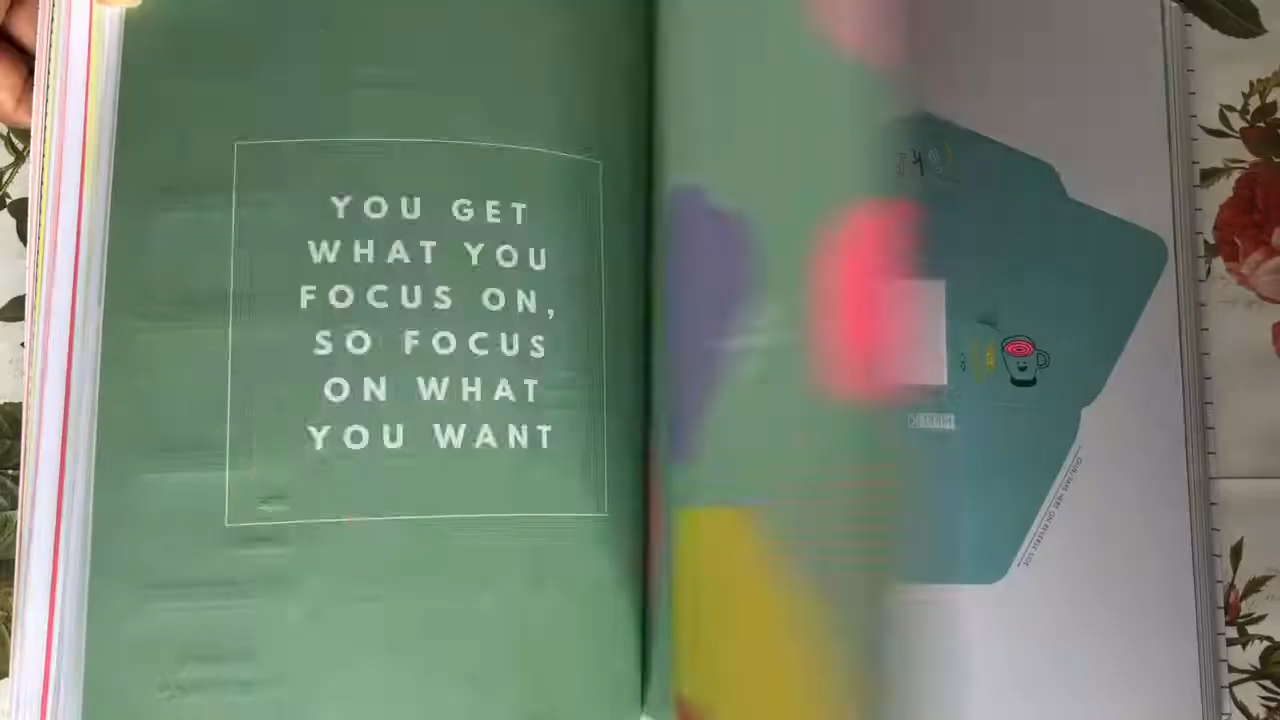 YOU GET
WHAT YOU
FOCUS ON,
SO FOCUS
ON WHAT
YOU WANT